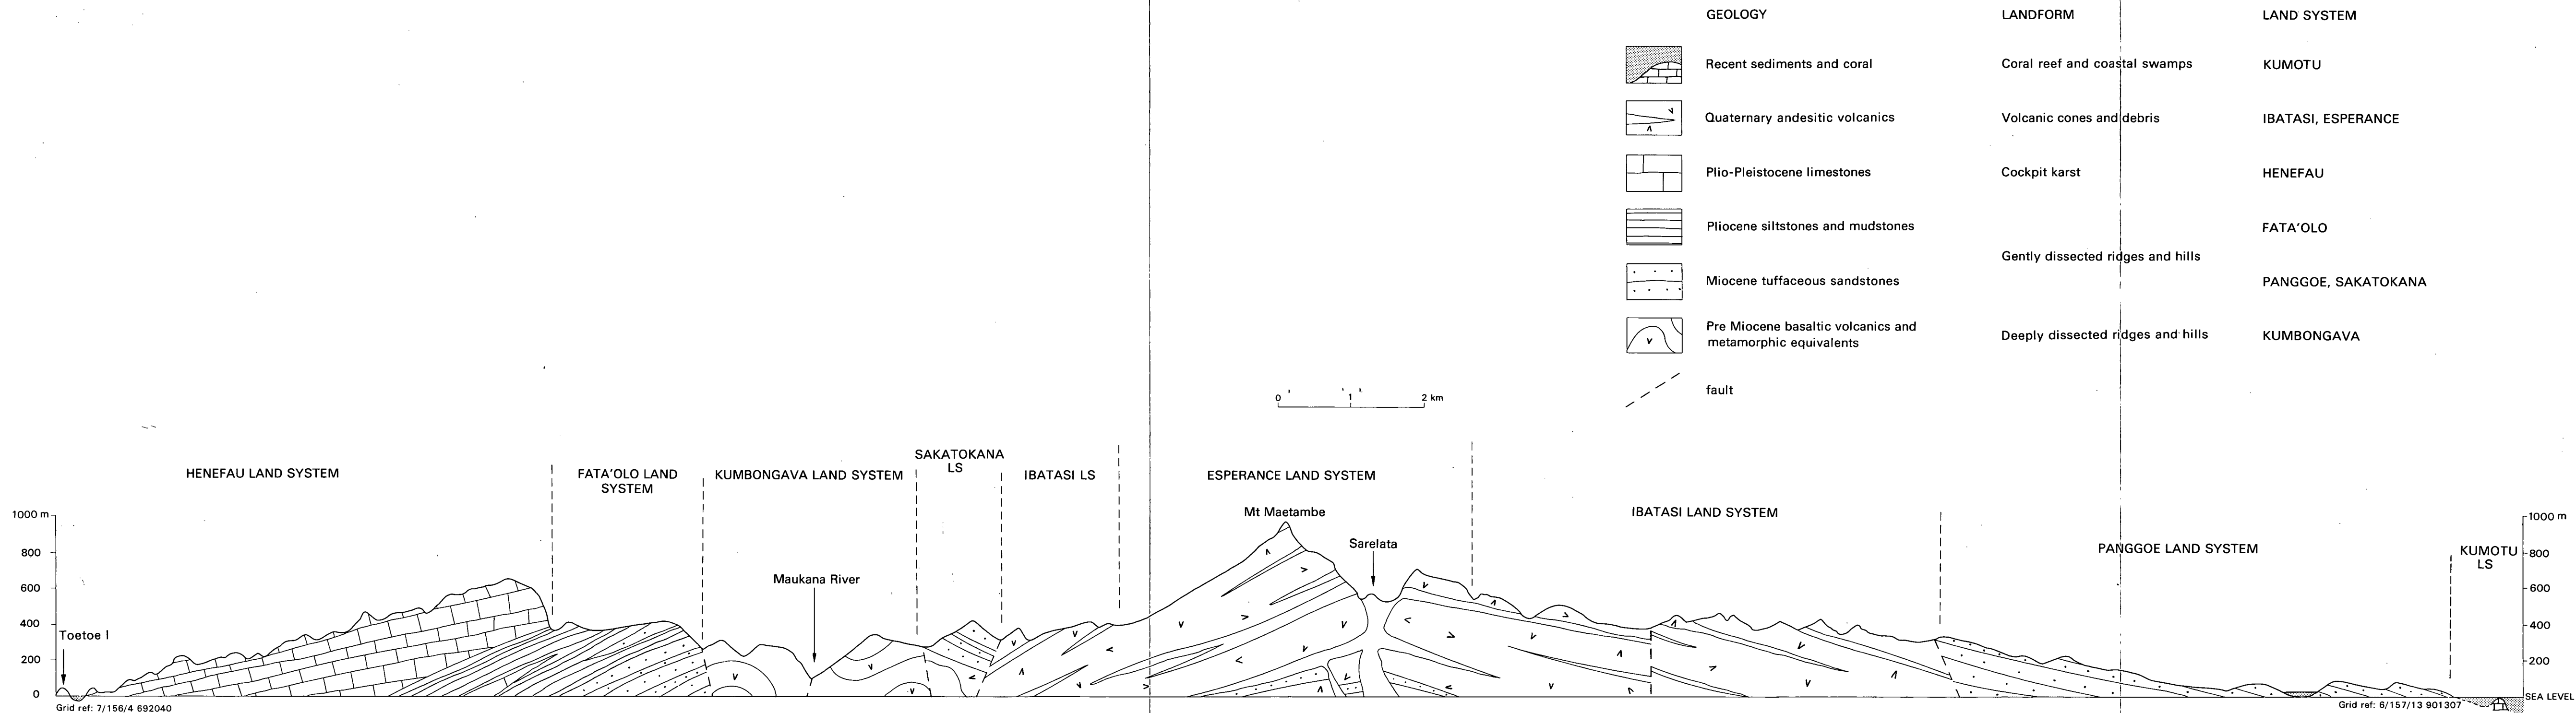 GEOLOGY LANDFORM LAND SYSTEM
Recent sediments and coral Coral reef and coastal swamps KUMOTU
Quaternary andesitic volcanics Volcanic cones and debris IBATASI, ESPERANCE
Plio-Pleistocene limestones Cockpit karst HENEFAU
Pliocene siltstones and mudstones FATA'OLO
Gently dissected ridges and hills
Miocene tuffaceous sandstones PANGGOE, SAKATOKANA
Pre Miocene basaltic volcanics and
metamorphic equivalents
Deeply dissected ridges and hills KUMBONGAVA
fault
0 1 2 km
HENEFAU LAND SYSTEM
FATA'OLO LAND
SYSTEM
KUMBONGAVA LAND SYSTEM
SAKATOKANA
LS
IBATASI LS
ESPERANCE LAND SYSTEM
IBATASI LAND SYSTEM
PANGGOE LAND SYSTEM
KUMOTU
LS
1000 m
800
600
400
200
0
Toetoe I
Maukana River
Mt Maetambe
Sarelata
1000 m
800
600
400
200
SEA LEVEL
Grid ref: 7/156/4 692040
Grid ref: 6/157/13 901307